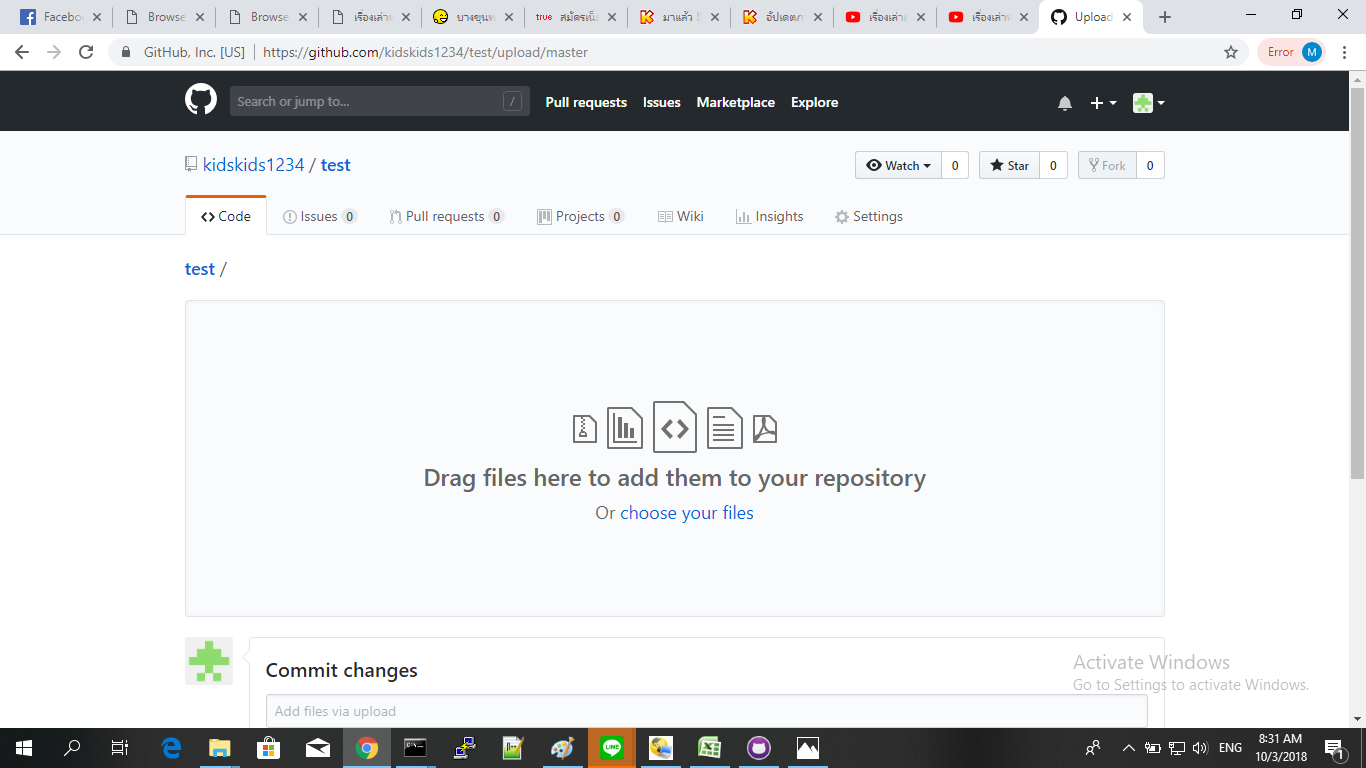 Facebo
Browse
Browse
เรื่องเล่าห
บางขุนพ
true สมัครเน็
มาแล้ว !!
อัปเดตภ
เรื่องเล่า
เรื่องเล่า
Upload
GitHub, Inc. [US] https://github.com/kidskids1234/test/upload/master
Error M
Search or jump to... /
Pull requests Issues Marketplace Explore
kidskids1234 / test
Watch 0 Star 0 Fork 0
Code Issues 0 Pull requests 0 Projects 0 Wiki Insights Settings
test /
Drag files here to add them to your repository
Or choose your files
Commit changes
Add files via upload
Activate Windows
Go to Settings to activate Windows.
LINE
ENG
8:31 AM
10/3/2018
1